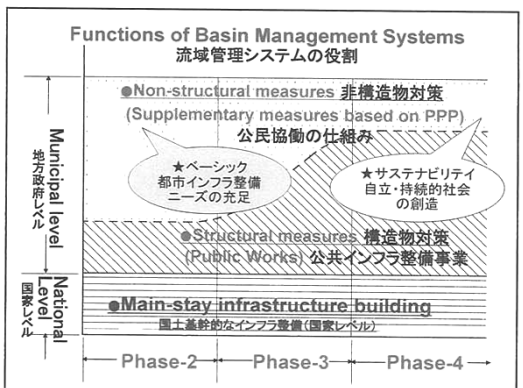 Functions of Basin Management Systems
流域管理システムの役割
●Non-structural measures 非構造物対策
(Supplementary measures based on PPP)
公民協働の仕組み
★ベーシック
都市インフラ整備
ニーズの充足
★サステナビリティ
自立・持続的社会
の創造
●Structural measures 構造物対策
(Public Works) 公共インフラ整備事業
●Main-stay infrastructure building
国土基幹的なインフラ整備(国家レベル)
Municipal level
地方政府レベル
National
Level
国家レベル
Phase-2
Phase-3
Phase-4